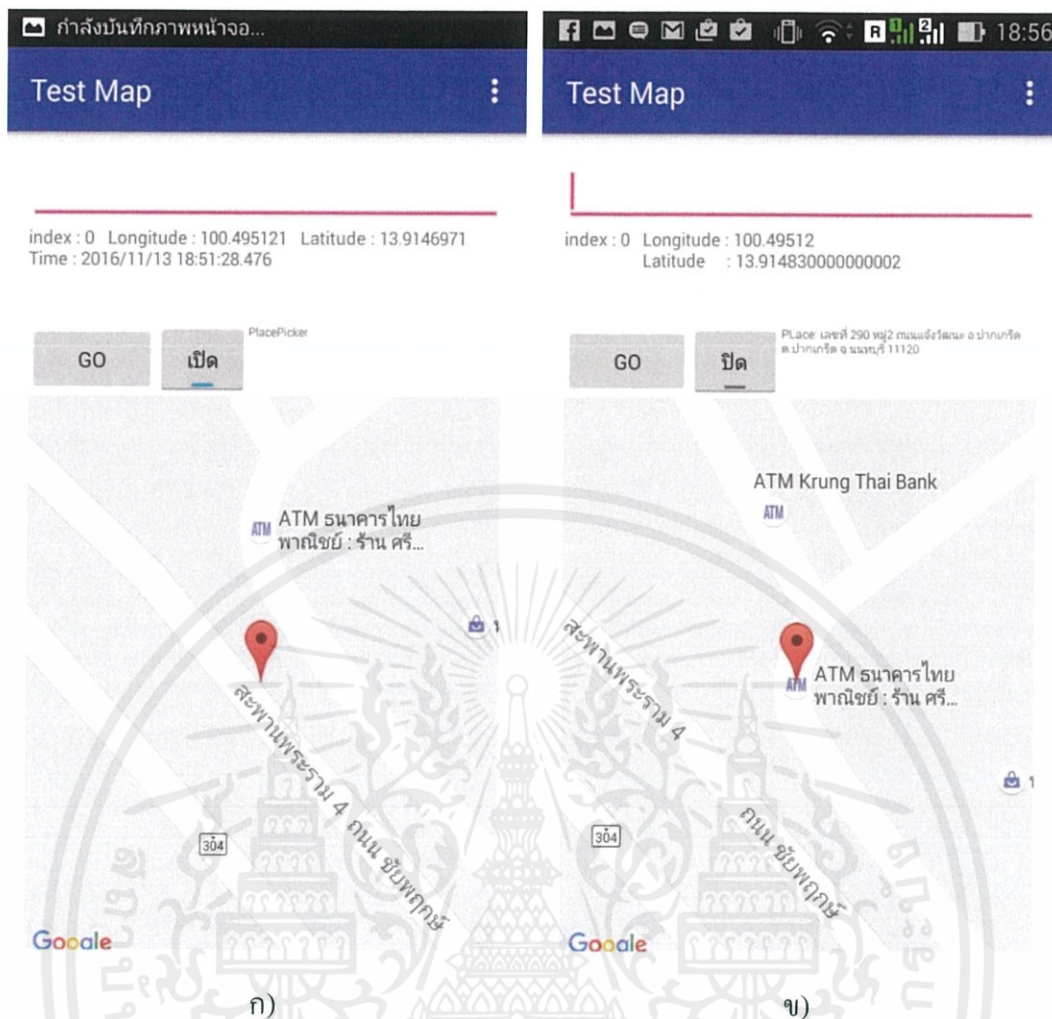 กำลังบันทึกภาพหน้าจอ...
Test Map
index : 0 Longitude : 100.495121 Latitude : 13.9146971
Time : 2016/11/13 18:51:28.476
GO
เปิด
PlacePicker
ATM ธนาคารไทย
พาณิชย์ : ร้าน ศรี...
สะพานพระราม 4
ถนน ชัยพฤกษ์
304
Google
ก)
R 1 2 18:56
Test Map
index : 0 Longitude : 100.49512
Latitude : 13.914830000000002
GO
ปิด
PLace เลขที่ 290 หมู่2 ถนนแจ้งวัฒนะ อ.ปากเกร็ด
ต.ปากเกร็ด จ.นนทบุรี 11120
ATM Krung Thai Bank
ATM
สะพานพระราม 4
ATM ธนาคารไทย
พาณิชย์ : ร้าน ศรี...
304
ถนน ชัยพฤกษ์
Google
ข)